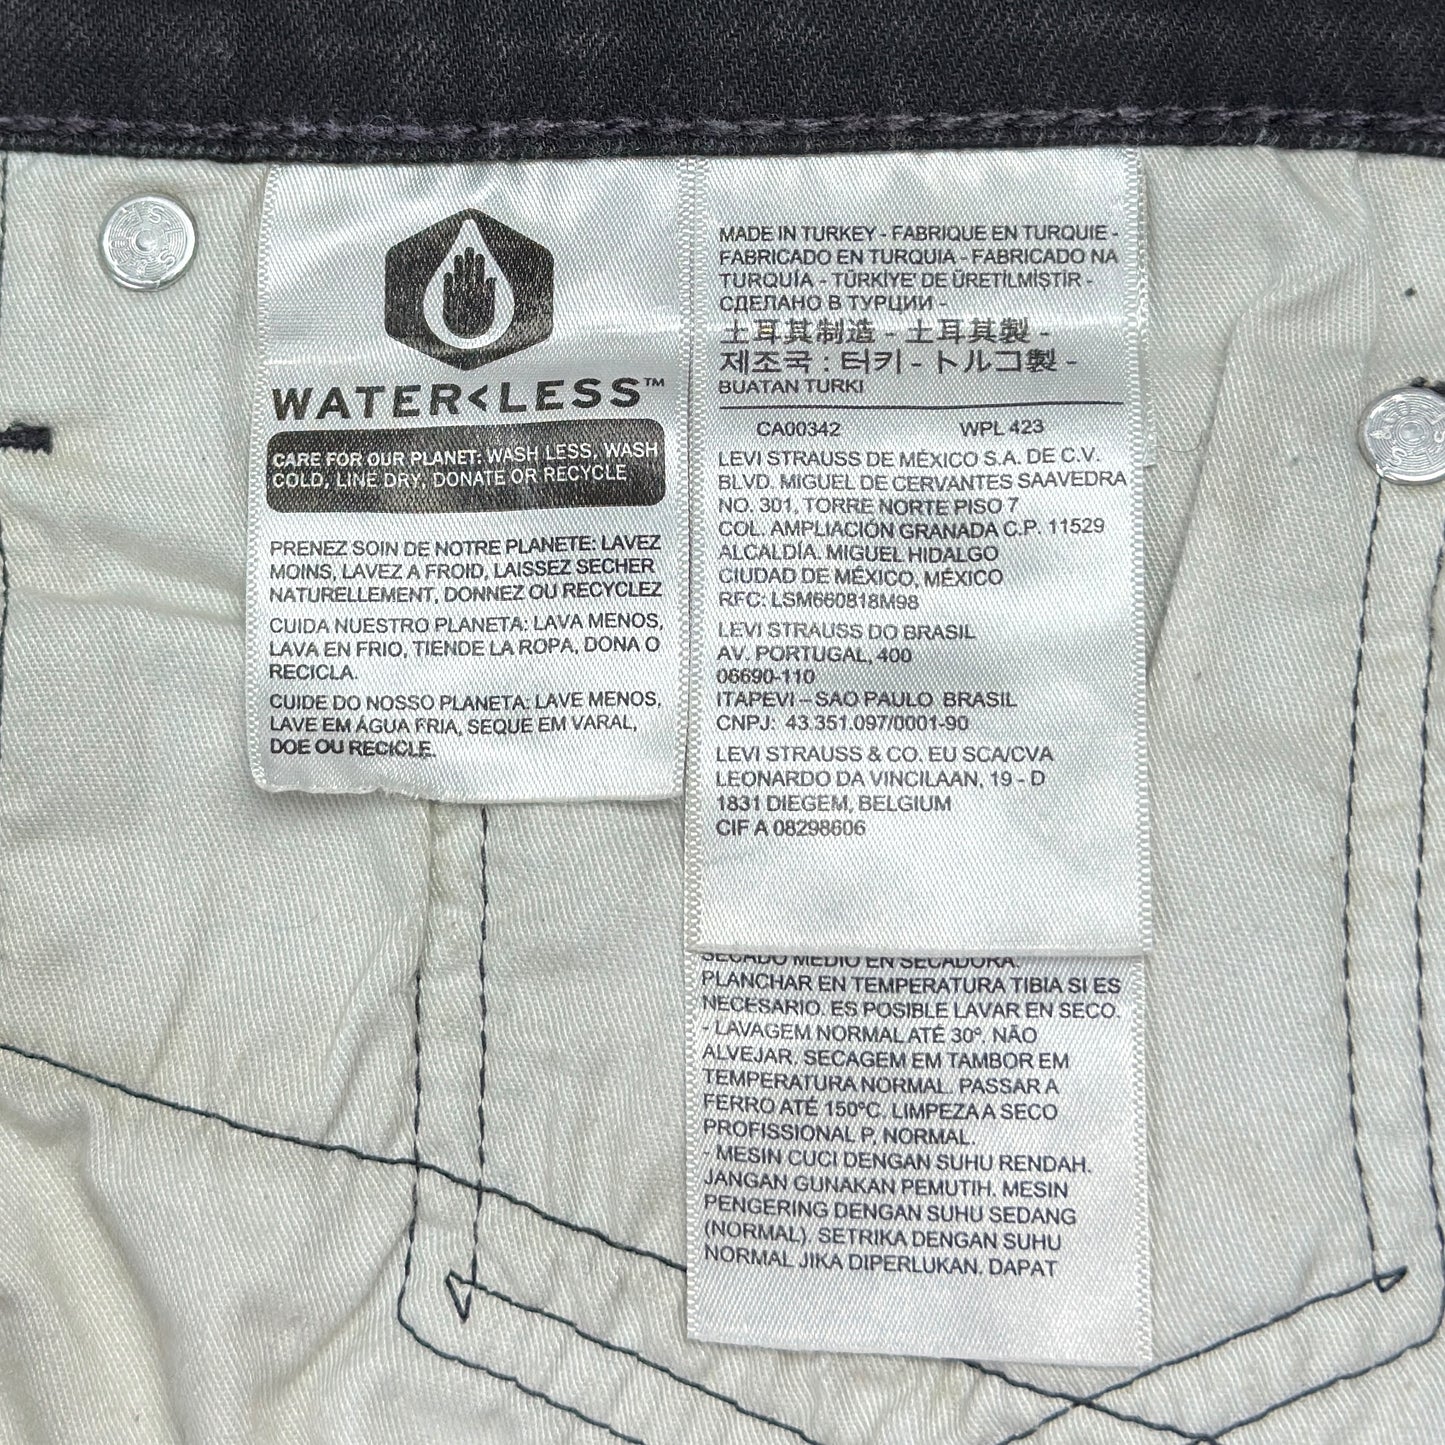 WATER<LESS™
CARE FOR OUR PLANET: WASH LESS, WASH
COLD, LINE DRY, DONATE OR RECYCLE
PRENEZ SOIN DE NOTRE PLANETE: LAVEZ
MOINS, LAVEZ A FROID, LAISSEZ SECHER
NATURELLEMENT, DONNEZ OU RECYCLEZ
CUIDA NUESTRO PLANETA: LAVA MENOS,
LAVA EN FRIO, TIENDE LA ROPA, DONA O
RECICLA.
CUIDE DO NOSSO PLANETA: LAVE MENOS,
LAVE EM ÁGUA FRIA, SEQUE EM VARAL,
DOE OU RECICLE.
MADE IN TURKEY - FABRIQUE EN TURQUIE -
FABRICADO EN TURQUIA - FABRICADO NA
TURQUÍA - TÜRKİYE' DE ÜRETİLMİŞTİR -
СДЕЛАНО В ТУРЦИИ -
土耳其制造 - 土耳其製 -
제조국 : 터키 - トルコ製 -
BUATAN TURKI
CA00342 WPL 423
LEVI STRAUSS DE MÉXICO S.A. DE C.V.
BLVD. MIGUEL DE CERVANTES SAAVEDRA
NO. 301, TORRE NORTE PISO 7
COL. AMPLIACIÓN GRANADA C.P. 11529
ALCALDÍA. MIGUEL HIDALGO
CIUDAD DE MÉXICO, MÉXICO
RFC: LSM660818M98
LEVI STRAUSS DO BRASIL
AV. PORTUGAL, 400
06690-110
ITAPEVI – SAO PAULO BRASIL
CNPJ: 43.351.097/0001-90
LEVI STRAUSS & CO. EU SCA/CVA
LEONARDO DA VINCILAAN, 19 - D
1831 DIEGEM, BELGIUM
CIF A 08298606
SECADO MEDIO EN SECADORA.
PLANCHAR EN TEMPERATURA TIBIA SI ES
NECESARIO. ES POSIBLE LAVAR EN SECO.
- LAVAGEM NORMAL ATÉ 30º. NÃO
ALVEJAR. SECAGEM EM TAMBOR EM
TEMPERATURA NORMAL. PASSAR A
FERRO ATÉ 150ºC. LIMPEZA A SECO
PROFISSIONAL P, NORMAL.
- MESIN CUCI DENGAN SUHU RENDAH.
JANGAN GUNAKAN PEMUTIH. MESIN
PENGERING DENGAN SUHU SEDANG
(NORMAL). SETRIKA DENGAN SUHU
NORMAL JIKA DIPERLUKAN. DAPAT